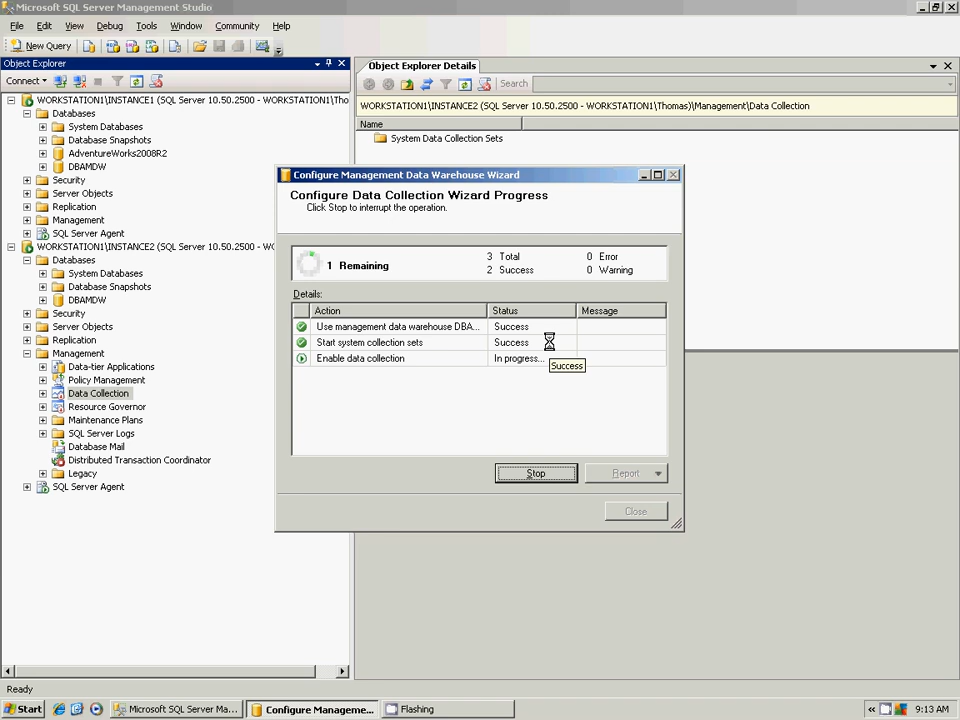 Microsoft SQL Server Management Studio
File Edit View Debug Tools Window Community Help
New Query
Object Explorer
Connect
WORKSTATION1\INSTANCE1 (SQL Server 10.50.2500 - WORKSTATION1\Tho
Databases
System Databases
Database Snapshots
AdventureWorks2008R2
DBAMDW
Security
Server Objects
Replication
Management
SQL Server Agent
WORKSTATION1\INSTANCE2 (SQL Server 10.50.2500 - W
Databases
System Databases
Database Snapshots
DBAMDW
Security
Server Objects
Replication
Management
Data-tier Applications
Policy Management
Data Collection
Resource Governor
Maintenance Plans
SQL Server Logs
Database Mail
Distributed Transaction Coordinator
Legacy
SQL Server Agent
Object Explorer Details
Search
WORKSTATION1\INSTANCE2 (SQL Server 10.50.2500 - WORKSTATION1\Thomas)\Management\Data Collection
Name
System Data Collection Sets
Configure Management Data Warehouse Wizard
Configure Data Collection Wizard Progress
Click Stop to interrupt the operation.
1 Remaining
3 Total 0 Error
2 Success 0 Warning
Details:
Action Status Message
Use management data warehouse DBA... Success
Start system collection sets Success
Enable data collection In progress...
Success
Stop Report
Close
Ready
Start Microsoft SQL Server Ma... Configure Manageme... Flashing « 9:13 AM